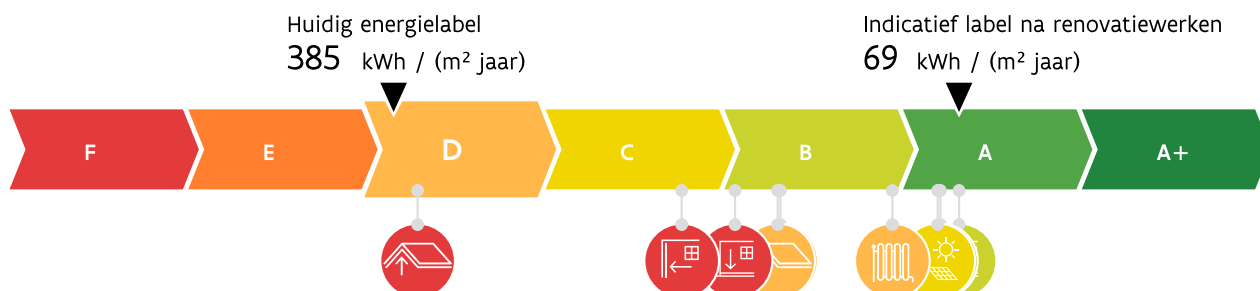 Huidig energielabel
385 kWh / (m² jaar)
Indicatief label na renovatiewerken
69 kWh / (m² jaar)
F E D C B A A+